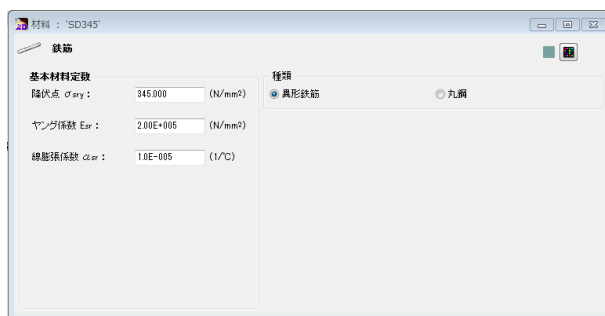 2D 材料 : 'SD345'
鉄筋
基本材料定数
降伏点 σsry : 345.000 (N/mm²)
ヤング係数 Esr : 2.00E+005 (N/mm²)
線膨張係数 αsr : 1.0E-005 (1/℃)
種類
異形鉄筋 丸鋼